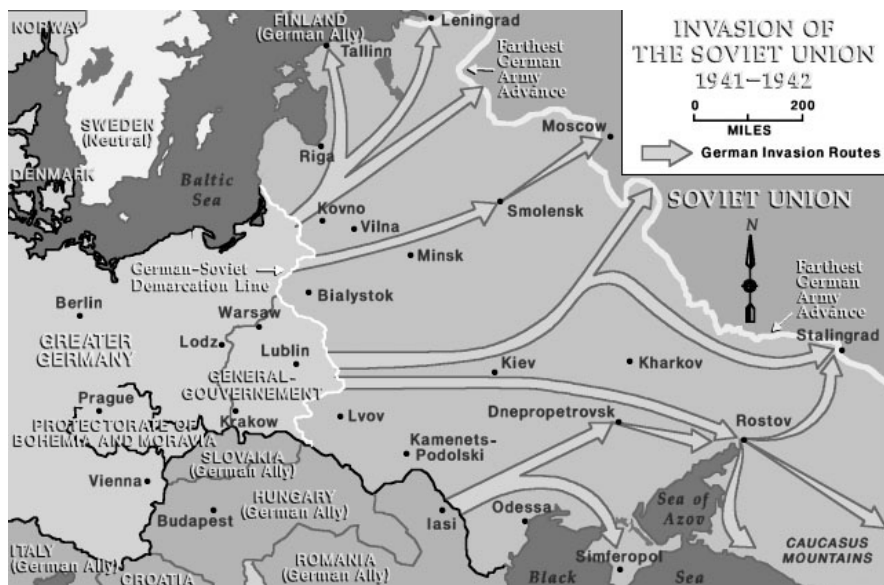 NORWAY
FINLAND
(German Ally)
Leningrad
Tallinn
Farthest
German
Army
Advance
INVASION OF
THE SOVIET UNION
1941–1942
0 200
MILES
German Invasion Routes
SWEDEN
(Neutral)
DENMARK
Baltic
Sea
Riga
Moscow
Kovno
Vilna
Smolensk
SOVIET UNION
N
Minsk
German-Soviet
Demarcation Line
Bialystok
Farthest
German
Army
Advance
Berlin
Warsaw
Stalingrad
GREATER
GERMANY
Lodz
Lublin
Kiev
Kharkov
GENERAL-
GOUVERNEMENT
Prague
Krakow
Lvov
Dnepropetrovsk
Rostov
PROTECTORATE OF
BOHEMIA AND MORAVIA
Kamenets-
Podolski
SLOVAKIA
(German Ally)
Vienna
HUNGARY
(German Ally)
Budapest
Iasi
Odessa
Sea of
Azov
CAUCASUS
MOUNTAINS
ITALY
(German Ally)
CROATIA
ROMANIA
(German Ally)
Simferopol
Black Sea